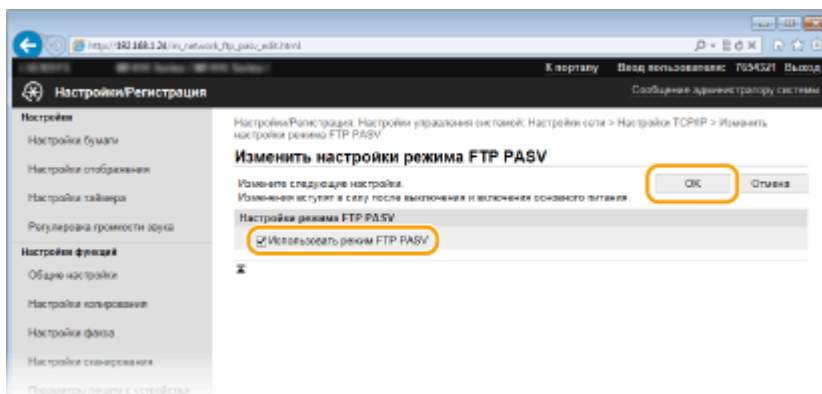 http://192.168.1.24/m_network_ftp_pasv_edit.html
К порталу Вход пользователя: 7654321 Выход
Настройки/Регистрация
Сообщение администратору системы
Настройки
Настройки бумаги
Настройки отображения
Настройки таймера
Регулировка громкости звука
Настройки функций
Общие настройки
Настройки копирования
Настройки факса
Настройки сканирования
Настройки/Регистрация: Настройки управления системой: Настройки сети > Настройки TCP/IP > Изменить
настройки режима FTP PASV
Изменить настройки режима FTP PASV
Измените следующие настройки.
Изменения вступят в силу после выключения и включения основного питания.
OK Отмена
Настройки режима FTP PASV
Использовать режим FTP PASV